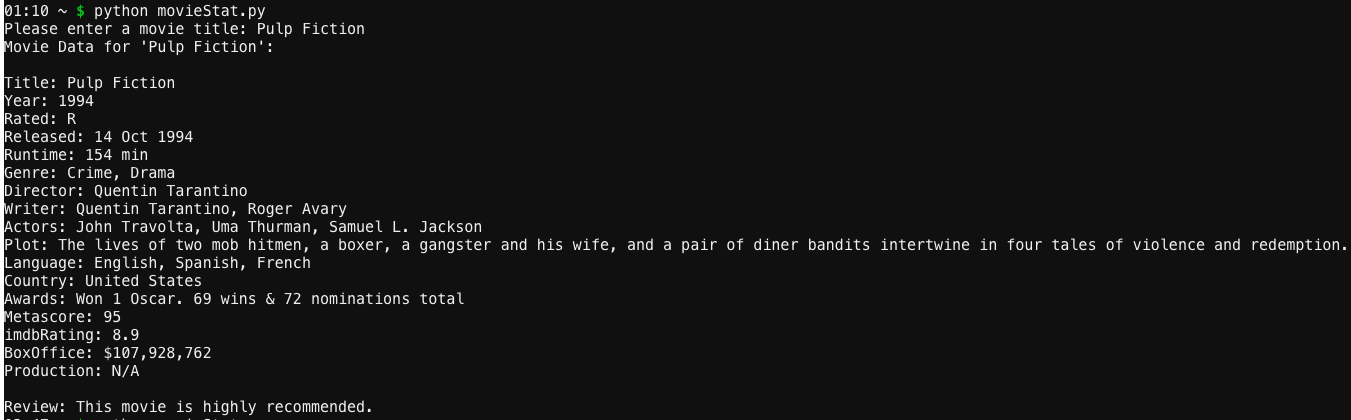 01:10 ~ $ python movieStat.py
Please enter a movie title: Pulp Fiction
Movie Data for 'Pulp Fiction':
Title: Pulp Fiction
Year: 1994
Rated: R
Released: 14 Oct 1994
Runtime: 154 min
Genre: Crime, Drama
Director: Quentin Tarantino
Writer: Quentin Tarantino, Roger Avary
Actors: John Travolta, Uma Thurman, Samuel L. Jackson
Plot: The lives of two mob hitmen, a boxer, a gangster and his wife, and a pair of diner bandits intertwine in four tales of violence and redemption.
Language: English, Spanish, French
Country: United States
Awards: Won 1 Oscar. 69 wins & 72 nominations total
Metascore: 95
imdbRating: 8.9
BoxOffice: $107,928,762
Production: N/A
Review: This movie is highly recommended.